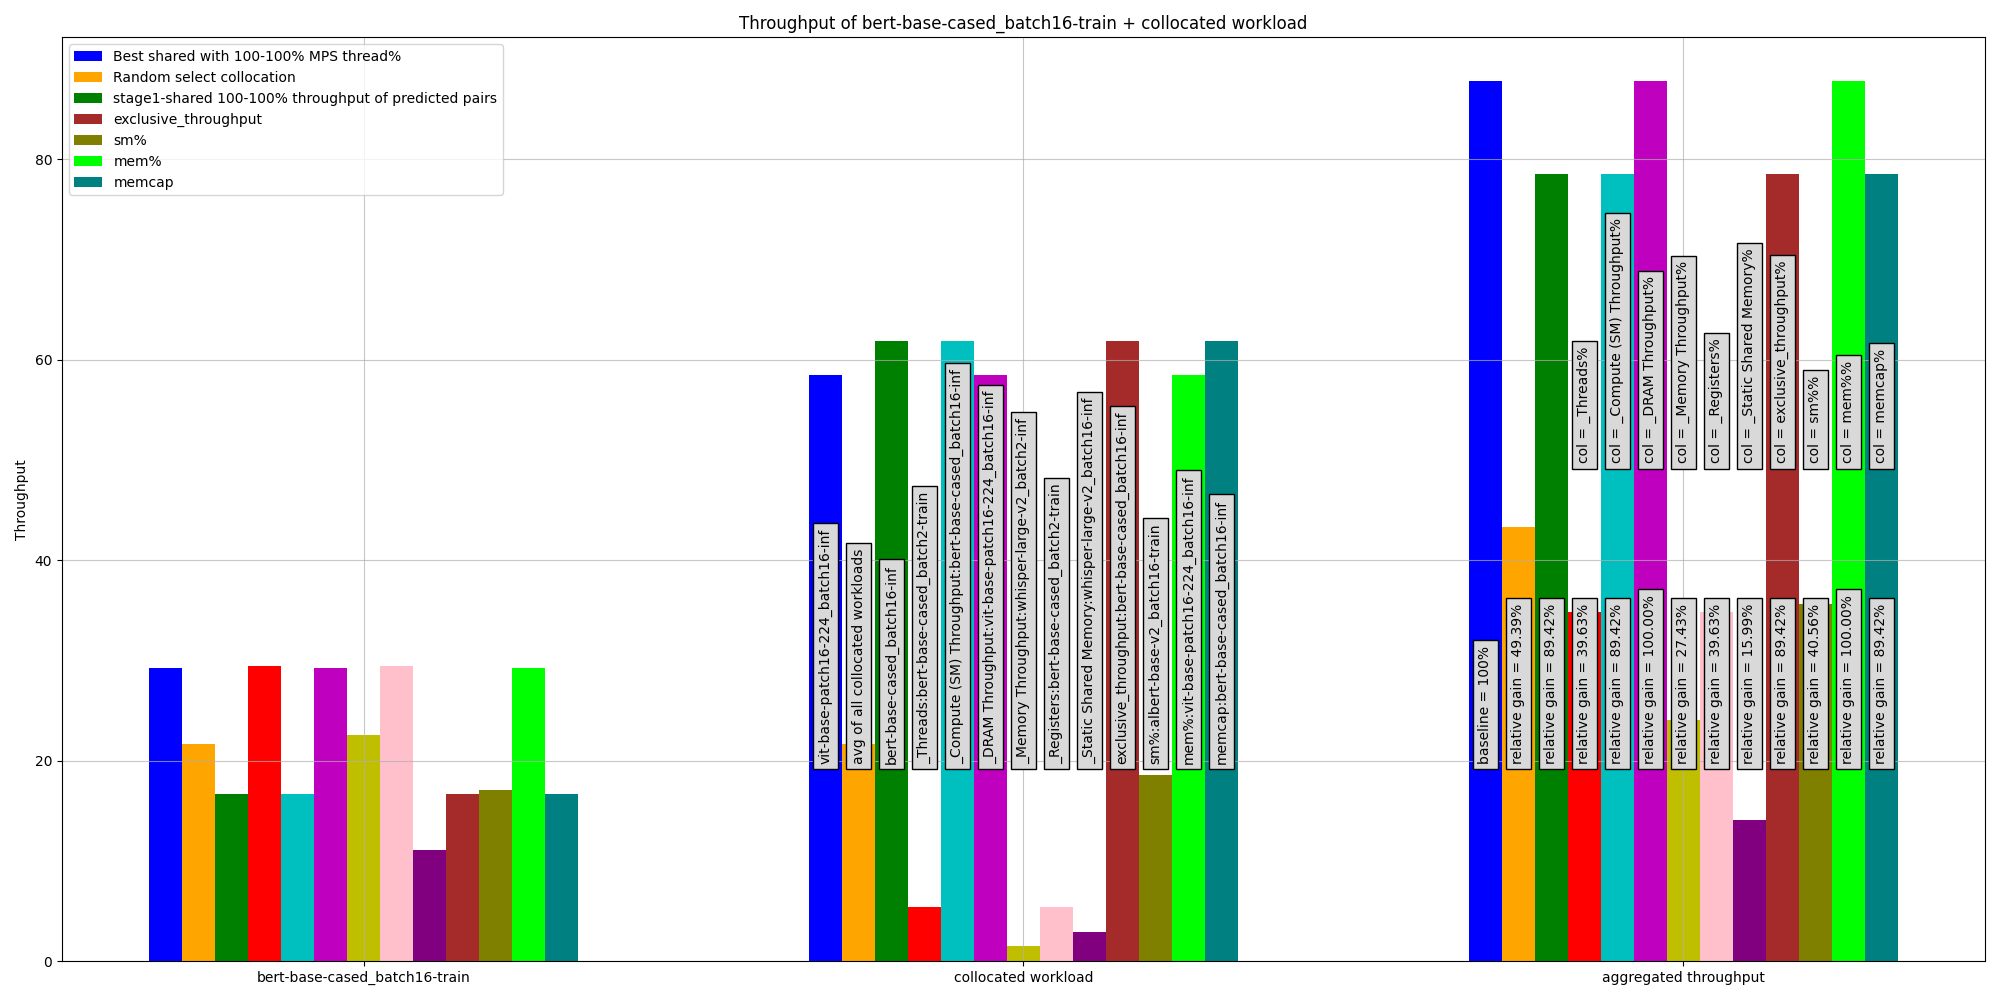 Throughput of bert-base-cased_batch16-train + collocated workload
Best shared with 100-100% MPS thread%
Random select collocation
stage1-shared 100-100% throughput of predicted pairs
exclusive_throughput
sm%
mem%
memcap
Throughput
80
60
40
20
0
vit-base-patch16-224_batch16-inf
avg of all collocated workloads
bert-base-cased_batch16-inf
_Threads:bert-base-cased_batch2-train
_Compute (SM) Throughput:bert-base-cased_batch16-inf
_DRAM Throughput:vit-base-patch16-224_batch16-inf
_Memory Throughput:whisper-large-v2_batch2-inf
_Registers:bert-base-cased_batch2-train
_Static Shared Memory:whisper-large-v2_batch16-inf
exclusive_throughput:bert-base-cased_batch16-inf
sm%:albert-base-v2_batch16-train
mem%:vit-base-patch16-224_batch16-inf
memcap:bert-base-cased_batch16-inf
col = _Threads%
col = _Compute (SM) Throughput%
col = _DRAM Throughput%
col = _Memory Throughput%
col = _Registers%
col = _Static Shared Memory%
col = exclusive_throughput%
col = sm%%
col = mem%%
col = memcap%
baseline = 100%
relative gain = 49.39%
relative gain = 89.42%
relative gain = 39.63%
relative gain = 89.42%
relative gain = 100.00%
relative gain = 27.43%
relative gain = 39.63%
relative gain = 15.99%
relative gain = 89.42%
relative gain = 40.56%
relative gain = 100.00%
relative gain = 89.42%
bert-base-cased_batch16-train
collocated workload
aggregated throughput